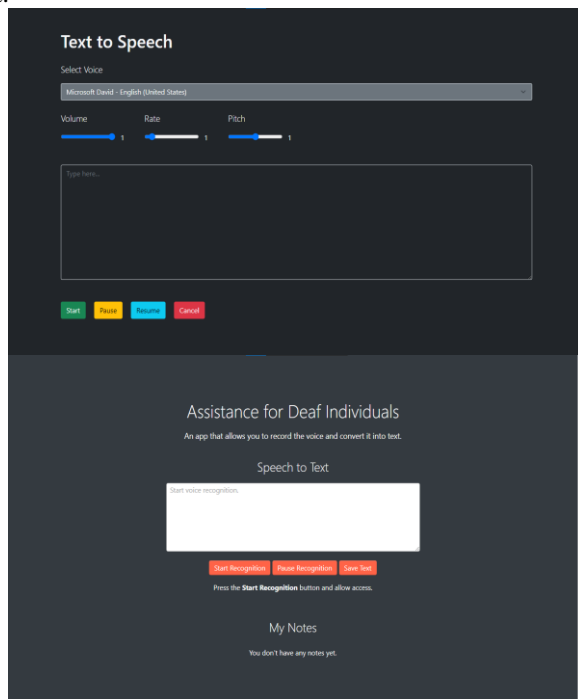 Text to Speech
Select Voice
Microsoft David - English (United States)
Volume Rate Pitch
1 1 1
Type here...
Start Pause Resume Cancel
Assistance for Deaf Individuals
An app that allows you to record the voice and convert it into text.
Speech to Text
Start voice recognition.
Start Recognition Pause Recognition Save Text
Press the Start Recognition button and allow access.
My Notes
You don't have any notes yet.